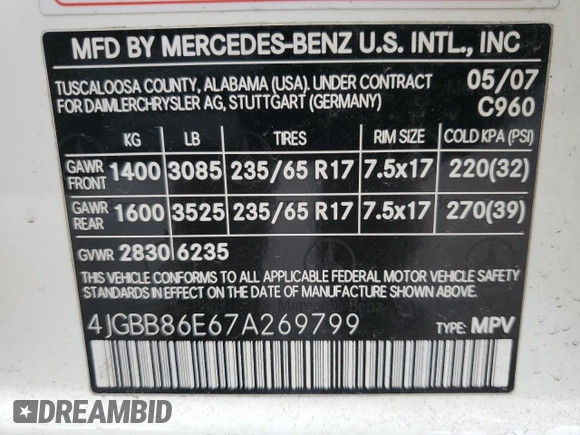 MFD BY MERCEDES-BENZ U.S. INTL., INC
TUSCALOOSA COUNTY, ALABAMA (USA). UNDER CONTRACT 05/07
FOR DAIMLERCHRYSLER AG, STUTTGART (GERMANY) C960
KG LB TIRES RIM SIZE COLD KPA (PSI)
GAWR FRONT 1400 3085 235/65 R17 7.5x17 220(32)
GAWR REAR 1600 3525 235/65 R17 7.5x17 270(39)
GVWR 2830 6235
THIS VEHICLE CONFORMS TO ALL APPLICABLE FEDERAL MOTOR VEHICLE SAFETY
STANDARDS IN EFFECT ON THE DATE OF MANUFACTURE SHOWN ABOVE.
4JGBB86E67A269799 TYPE: MPV
DREAMBID